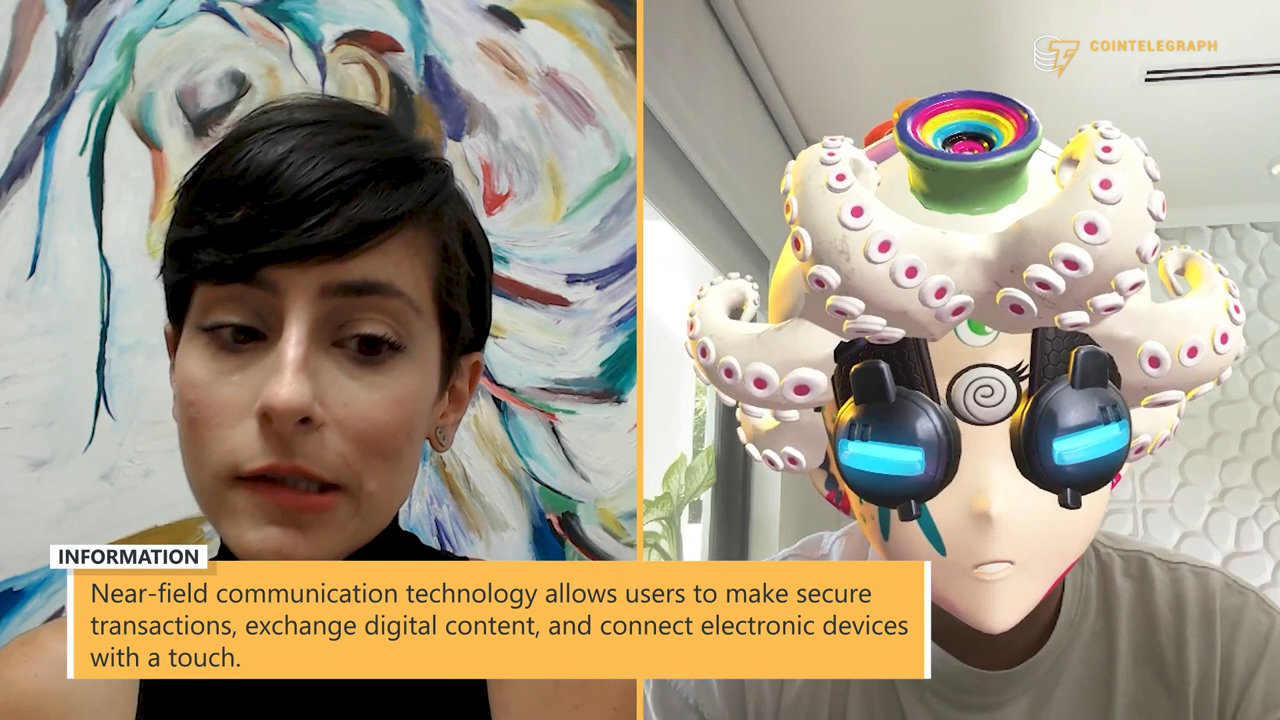 COINTELEGRAPH
INFORMATION
Near-field communication technology allows users to make secure
transactions, exchange digital content, and connect electronic devices
with a touch.